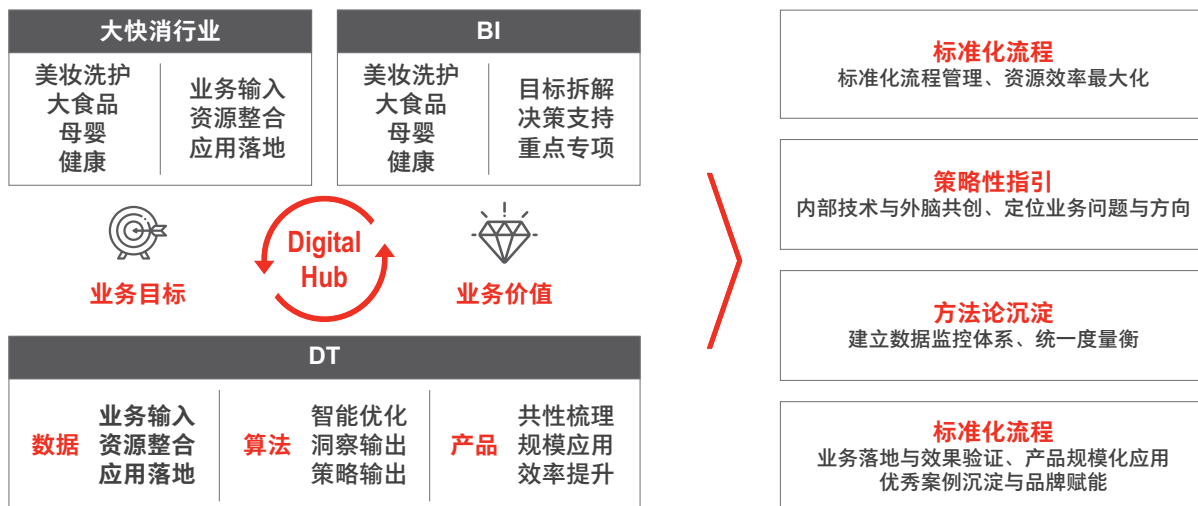 大快消行业
美妆洗护
大食品
母婴
健康
业务输入
资源整合
应用落地
BI
美妆洗护
大食品
母婴
健康
目标拆解
决策支持
重点专项
业务目标
Digital
Hub
业务价值
DT
数据
业务输入
资源整合
应用落地
算法
智能优化
洞察输出
策略输出
产品
共性梳理
规模应用
效率提升
标准化流程
标准化流程管理、资源效率最大化
策略性指引
内部技术与外脑共创、定位业务问题与方向
方法论沉淀
建立数据监控体系、统一度量衡
标准化流程
业务落地与效果验证、产品规模化应用
优秀案例沉淀与品牌赋能